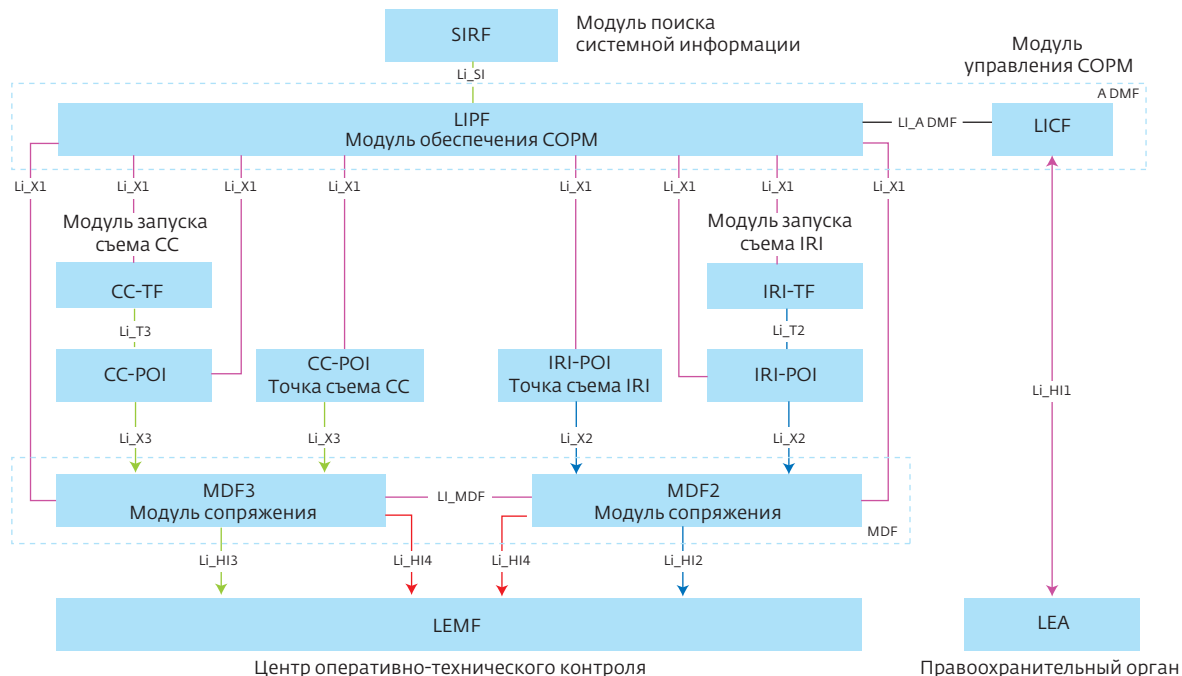 SIRF
Модуль поиска
системной информации
Модуль
управления СОРМ
Li_SI
A DMF
LIPF
Модуль обеспечения СОРМ
LI_A DMF
LICF
Li_X1
Li_X1
Li_X1
Li_X1
Li_X1
Li_X1
Li_X1
Li_X1
Модуль запуска
съема CC
Модуль запуска
съема IRI
CC-TF
IRI-TF
Li_T3
Li_T2
CC-POI
CC-POI
Точка съема CC
IRI-POI
Точка съема IRI
IRI-POI
Li_HI1
Li_X3
Li_X3
Li_X2
Li_X2
MDF3
Модуль сопряжения
LI_MDF
MDF2
Модуль сопряжения
MDF
Li_HI3
Li_HI4
Li_HI4
Li_HI2
LEMF
LEA
Центр оперативно-технического контроля
Правоохранительный орган